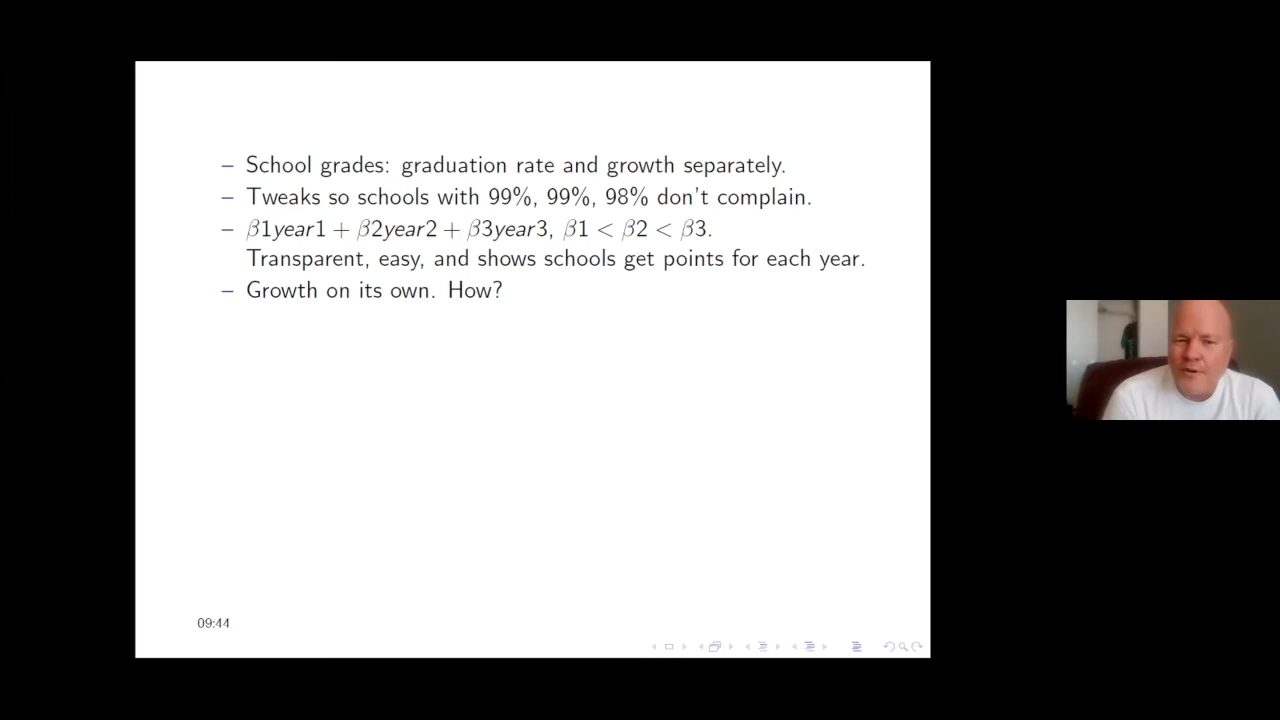 – School grades: graduation rate and growth separately.
– Tweaks so schools with 99%, 99%, 98% don't complain.
– β1year1 + β2year2 + β3year3, β1 < β2 < β3.
Transparent, easy, and shows schools get points for each year.
– Growth on its own. How?
09:44